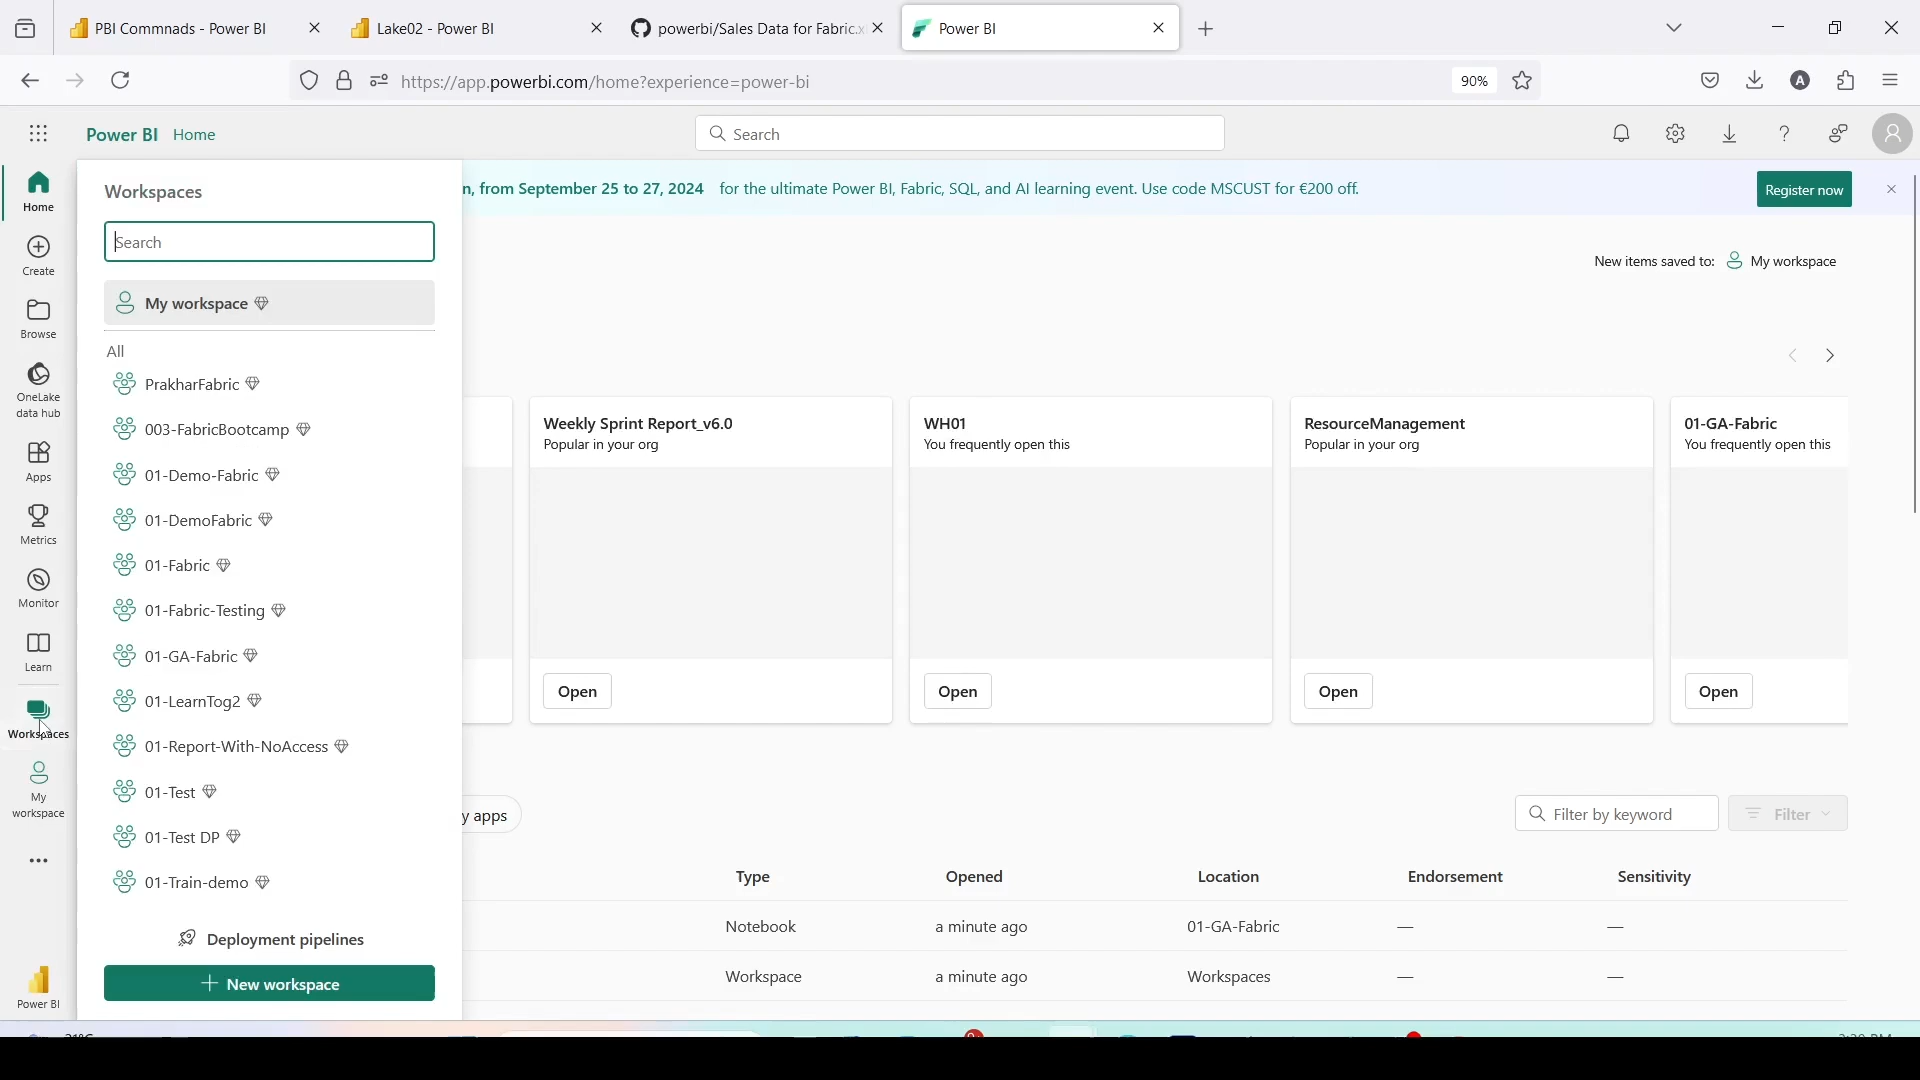 PBI Commnads - Power BI
Lake02 - Power BI
powerbi/Sales Data for Fabric.x
Power BI
https://app.powerbi.com/home?experience=power-bi
90%
A
Power BI Home
Search
Home
Create
Browse
OneLake
data hub
Apps
Metrics
Monitor
Learn
Workspaces
My
workspace
Power BI
Workspaces
Search
My workspace
All
PrakharFabric
003-FabricBootcamp
01-Demo-Fabric
01-DemoFabric
01-Fabric
01-Fabric-Testing
01-GA-Fabric
01-LearnTog2
01-Report-With-NoAccess
01-Test
01-Test DP
01-Train-demo
Deployment pipelines
New workspace
n, from September 25 to 27, 2024 for the ultimate Power BI, Fabric, SQL, and AI learning event. Use code MSCUST for €200 off.
Register now
New items saved to: My workspace
Weekly Sprint Report_v6.0
Popular in your org
Open
WH01
You frequently open this
Open
ResourceManagement
Popular in your org
Open
01-GA-Fabric
You frequently open this
Open
y apps
Filter by keyword
Filter
Type Opened Location Endorsement Sensitivity
Notebook a minute ago 01-GA-Fabric — —
Workspace a minute ago Workspaces — —